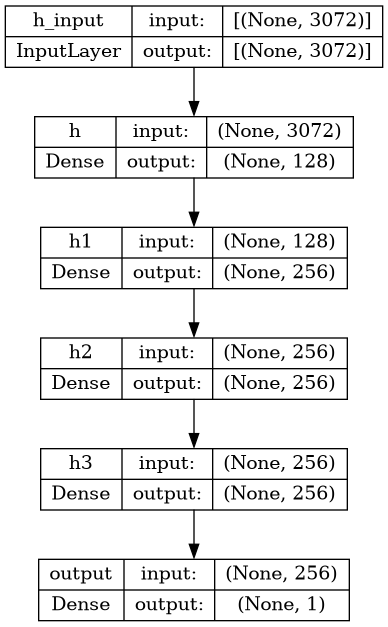 h_input input: [(None, 3072)]
InputLayer output: [(None, 3072)]
h input: (None, 3072)
Dense output: (None, 128)
h1 input: (None, 128)
Dense output: (None, 256)
h2 input: (None, 256)
Dense output: (None, 256)
h3 input: (None, 256)
Dense output: (None, 256)
output input: (None, 256)
Dense output: (None, 1)